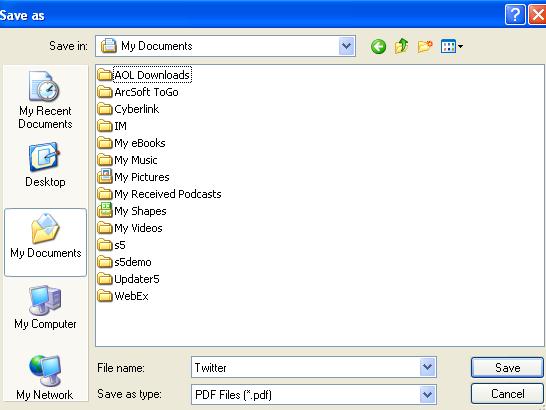 Save as
Save in: My Documents
My Recent
Documents
Desktop
My Documents
My Computer
My Network
AOL Downloads
ArcSoft ToGo
Cyberlink
IM
My eBooks
My Music
My Pictures
My Received Podcasts
My Shapes
My Videos
s5
s5demo
Updater5
WebEx
File name: Twitter Save
Save as type: PDF Files (*.pdf) Cancel